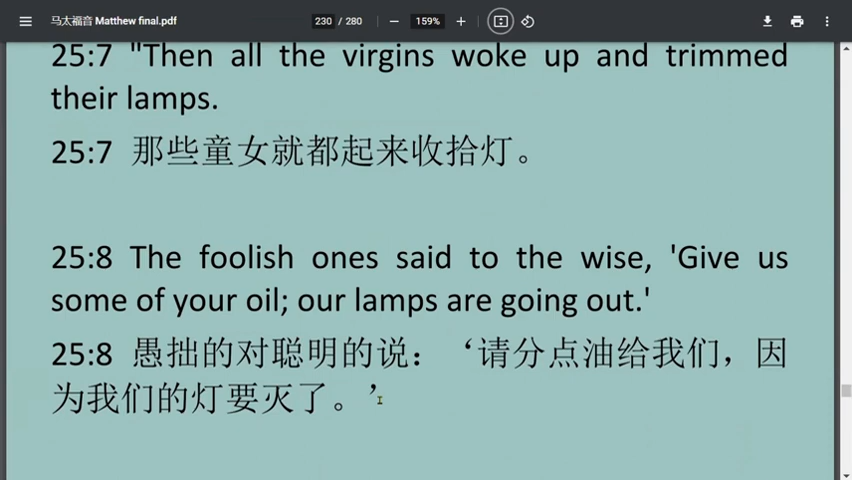 马太福音 Matthew final.pdf 230 / 280 159%
25:7 "Then all the virgins woke up and trimmed
their lamps.
25:7 那些童女就都起来收拾灯。
25:8 The foolish ones said to the wise, 'Give us
some of your oil; our lamps are going out.'
25:8 愚拙的对聪明的说：‘请分点油给我们，因
为我们的灯要灭了。’